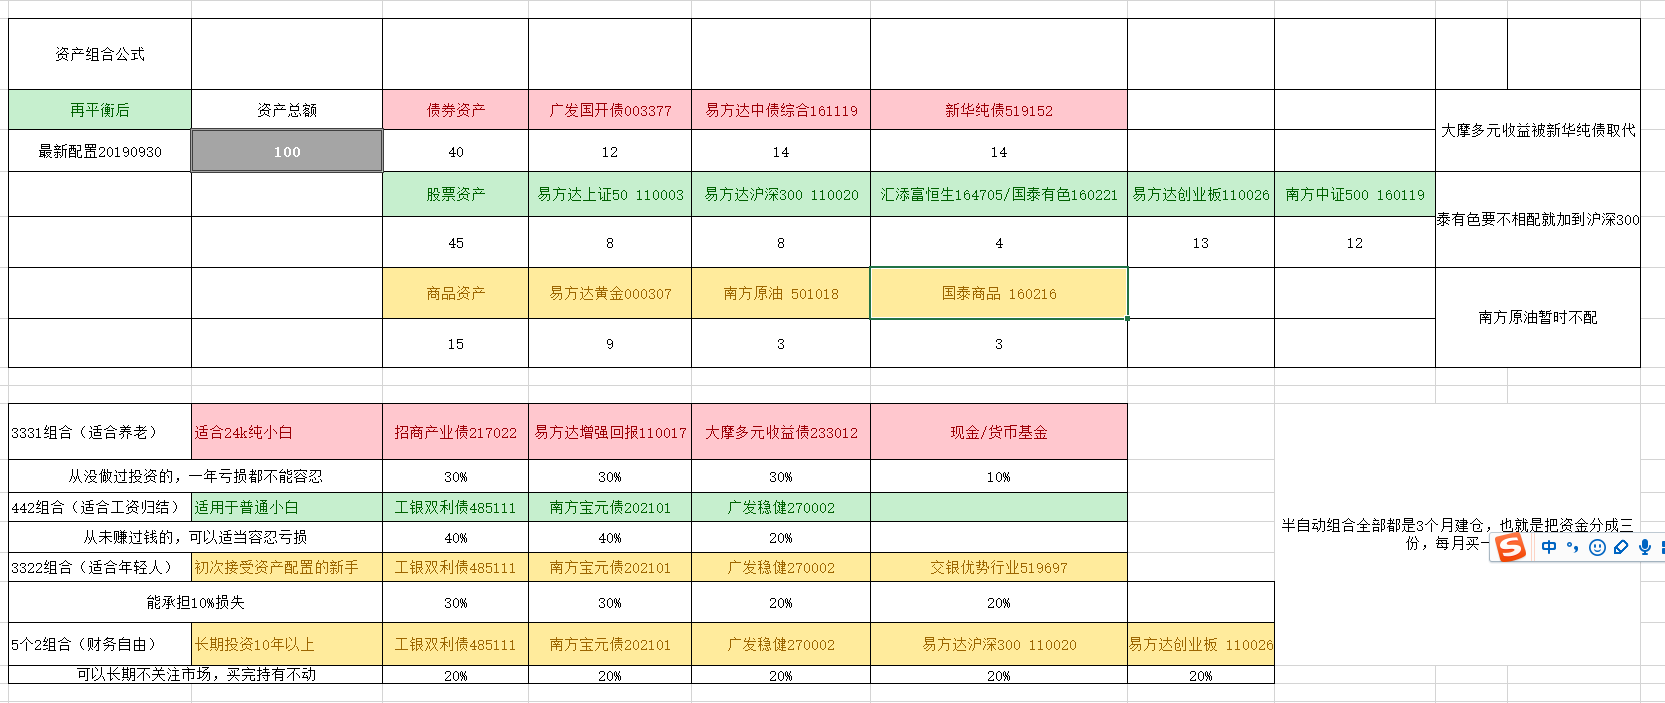 资产组合公式
再平衡后 资产总额 债券资产 广发国开债003377 易方达中债综合161119 新华纯债519152
大摩多元收益被新华纯债取代
最新配置20190930 100 40 12 14 14
股票资产 易方达上证50 110003 易方达沪深300 110020 汇添富恒生164705/国泰有色160221 易方达创业板110026 南方中证500 160119
泰有色要不相配就加到沪深300
45 8 8 4 13 12
商品资产 易方达黄金000307 南方原油 501018 国泰商品 160216
南方原油暂时不配
15 9 3 3
3331组合（适合养老） 适合24k纯小白 招商产业债217022 易方达增强回报110017 大摩多元收益债233012 现金/货币基金
从没做过投资的，一年亏损都不能容忍 30% 30% 30% 10%
442组合（适合工资归结） 适用于普通小白 工银双利债485111 南方宝元债202101 广发稳健270002
从未赚过钱的，可以适当容忍亏损 40% 40% 20%
半自动组合全部都是3个月建仓，也就是把资金分成三
份，每月买一
中
3322组合（适合年轻人） 初次接受资产配置的新手 工银双利债485111 南方宝元债202101 广发稳健270002 交银优势行业519697
能承担10%损失 30% 30% 20% 20%
5个2组合（财务自由） 长期投资10年以上 工银双利债485111 南方宝元债202101 广发稳健270002 易方达沪深300 110020 易方达创业板 110026
可以长期不关注市场，买完持有不动 20% 20% 20% 20% 20%